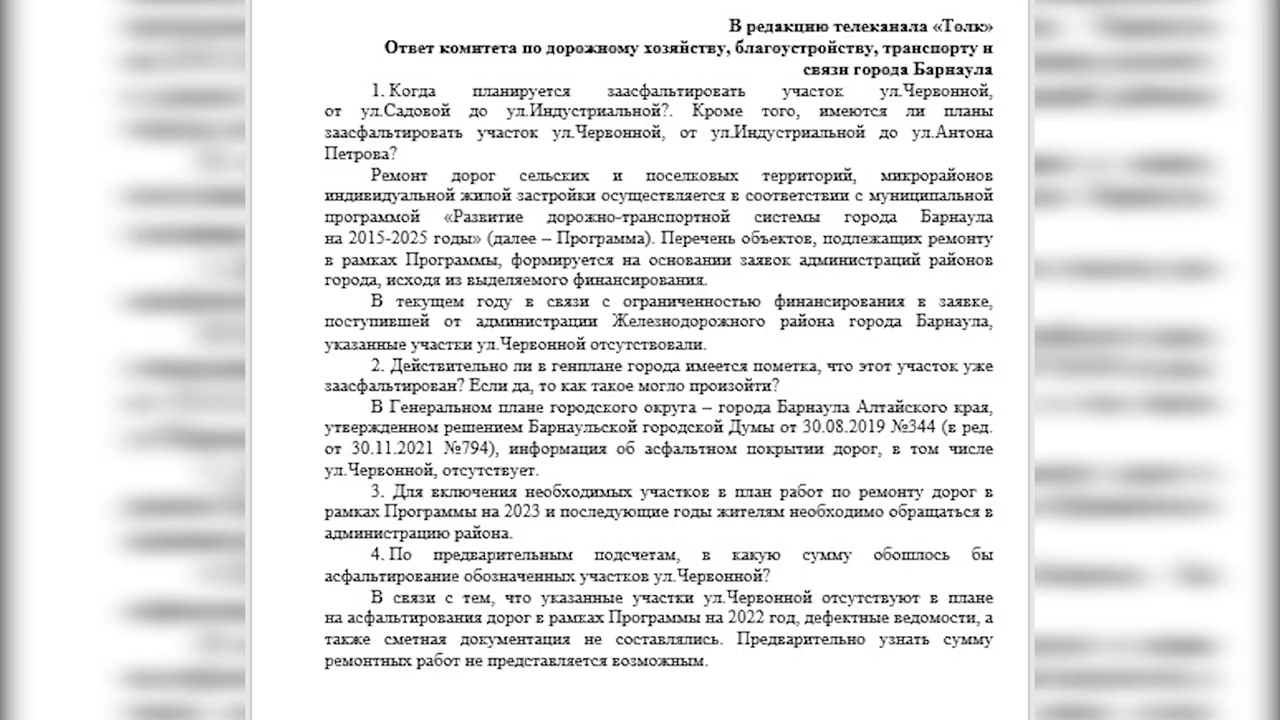 В редакцию телеканала «Толк»
Ответ комитета по дорожному хозяйству, благоустройству, транспорту и
связи города Барнаула
1. Когда планируется заасфальтировать участок ул.Червонной,
от ул.Садовой до ул.Индустриальной?. Кроме того, имеются ли планы
заасфальтировать участок ул.Червонной, от ул.Индустриальной до ул.Антона
Петрова?
Ремонт дорог сельских и поселковых территорий, микрорайонов
индивидуальной жилой застройки осуществляется в соответствии с муниципальной
программой «Развитие дорожно-транспортной системы города Барнаула
на 2015-2025 годы» (далее – Программа). Перечень объектов, подлежащих ремонту
в рамках Программы, формируется на основании заявок администраций районов
города, исходя из выделяемого финансирования.
В текущем году в связи с ограниченностью финансирования в заявке,
поступившей от администрации Железнодорожного района города Барнаула,
указанные участки ул.Червонной отсутствовали.
2. Действительно ли в генплане города имеется пометка, что этот участок уже
заасфальтирован? Если да, то как такое могло произойти?
В Генеральном плане городского округа – города Барнаула Алтайского края,
утвержденном решением Барнаульской городской Думы от 30.08.2019 №344 (в ред.
от 30.11.2021 №794), информация об асфальтном покрытии дорог, в том числе
ул.Червонной, отсутствует.
3. Для включения необходимых участков в план работ по ремонту дорог в
рамках Программы на 2023 и последующие годы жителям необходимо обращаться в
администрацию района.
4. По предварительным подсчетам, в какую сумму обошлось бы
асфальтирование обозначенных участков ул.Червонной?
В связи с тем, что указанные участки ул.Червонной отсутствуют в плане
на асфальтирования дорог в рамках Программы на 2022 год, дефектные ведомости, а
также сметная документация не составлялись. Предварительно узнать сумму
ремонтных работ не представляется возможным.